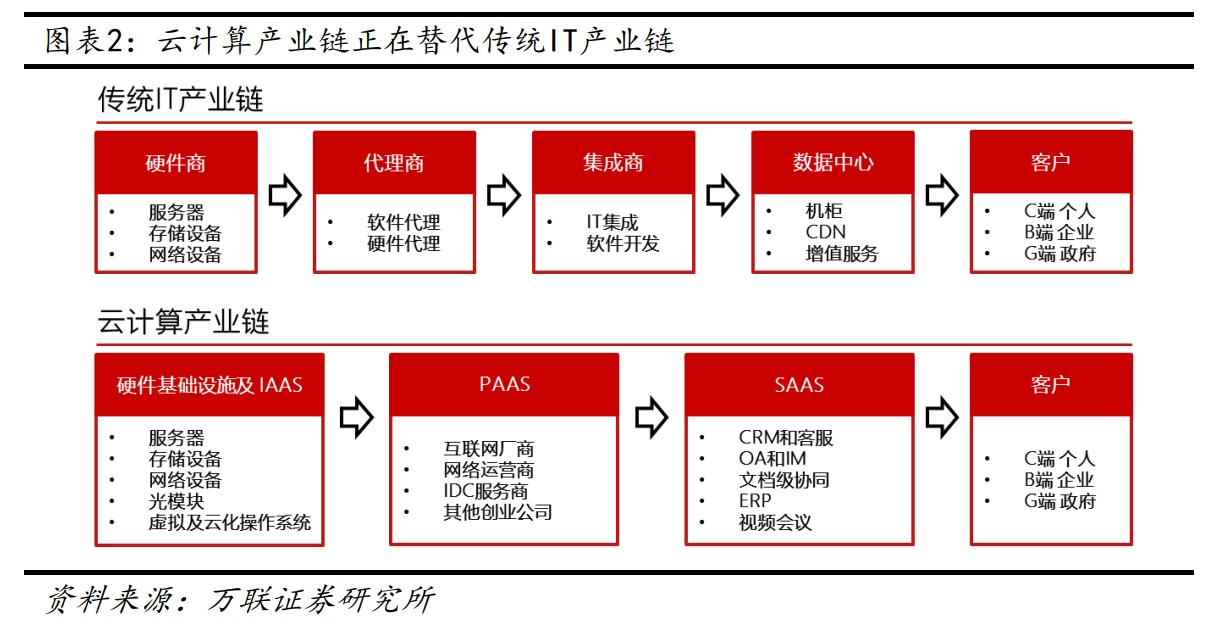 图表2：云计算产业链正在替代传统IT产业链
传统IT产业链
硬件商
• 服务器
• 存储设备
• 网络设备
代理商
• 软件代理
• 硬件代理
集成商
• IT集成
• 软件开发
数据中心
• 机柜
• CDN
• 增值服务
客户
• C端 个人
• B端 企业
• G端 政府
云计算产业链
硬件基础设施及 IAAS
• 服务器
• 存储设备
• 网络设备
• 光模块
• 虚拟及云化操作系统
PAAS
• 互联网厂商
• 网络运营商
• IDC服务商
• 其他创业公司
SAAS
• CRM和客服
• OA和IM
• 文档级协同
• ERP
• 视频会议
客户
• C端 个人
• B端 企业
• G端 政府
资料来源：万联证券研究所